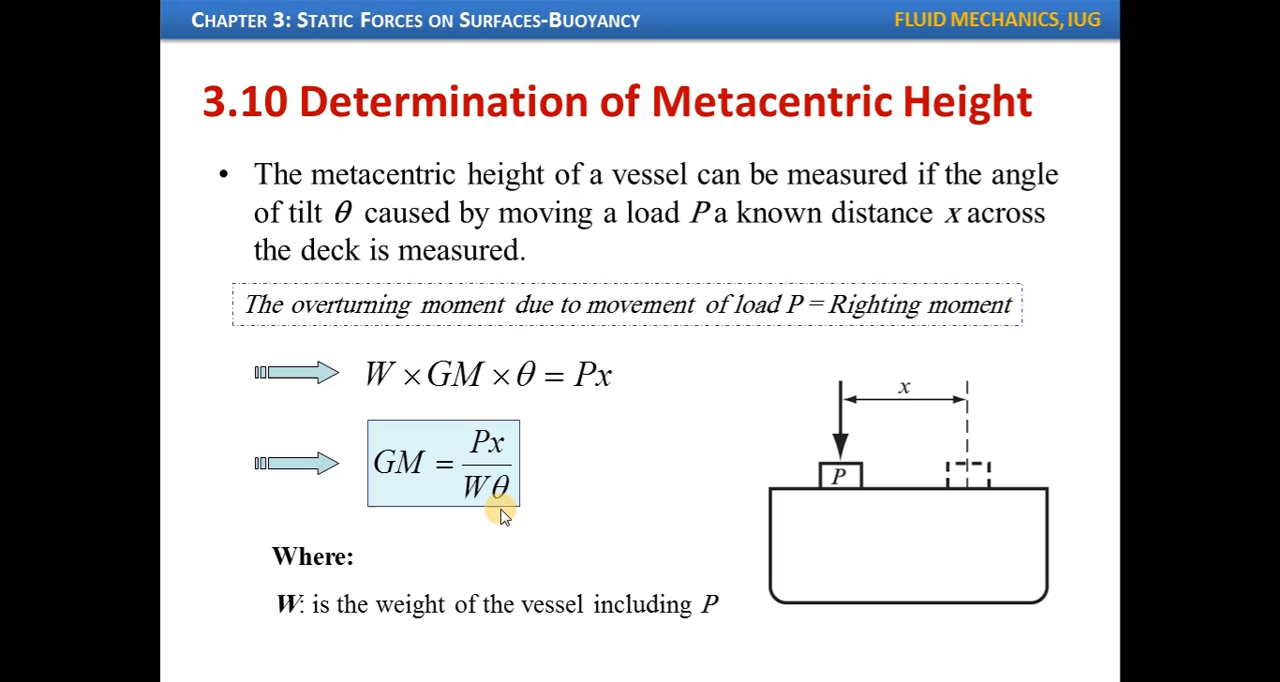 CHAPTER 3: STATIC FORCES ON SURFACES-BUOYANCY
FLUID MECHANICS, IUG
3.10 Determination of Metacentric Height
• The metacentric height of a vessel can be measured if the angle
of tilt θ caused by moving a load P a known distance x across
the deck is measured.
The overturning moment due to movement of load P = Righting moment
W × GM × θ = Px
GM = Px / Wθ
x
P
Where:
W: is the weight of the vessel including P